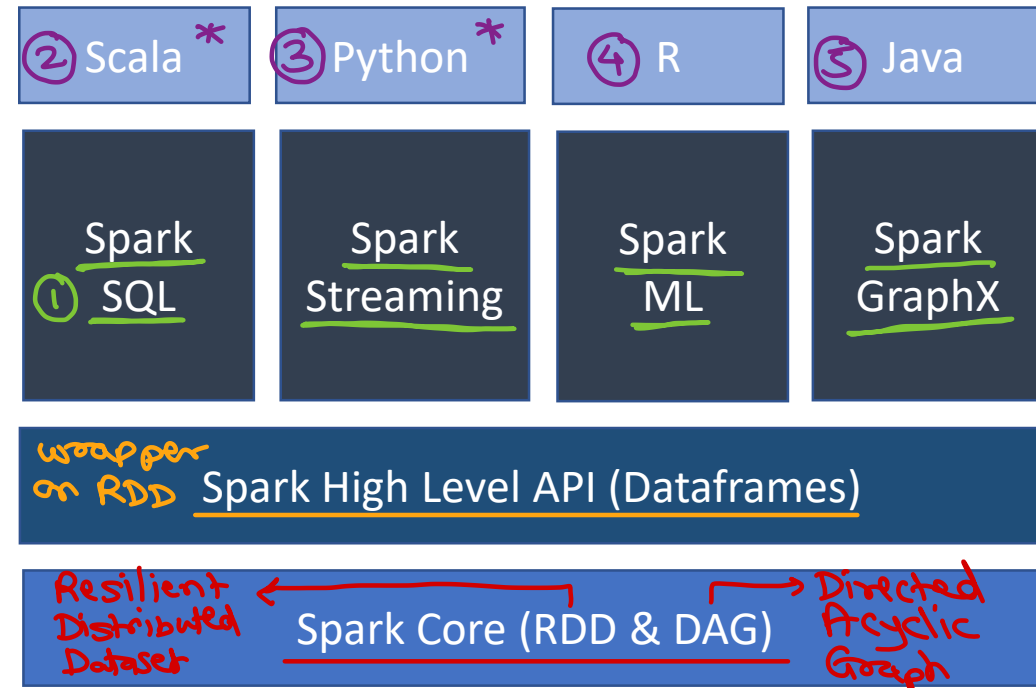 ② Scala *
③ Python *
④ R
⑤ Java
Spark
① SQL
Spark
Streaming
Spark
ML
Spark
GraphX
wrapper
on RDD
Spark High Level API (Dataframes)
Resilient
Distributed
Dataset
Spark Core (RDD & DAG)
Directed
Acyclic
Graph